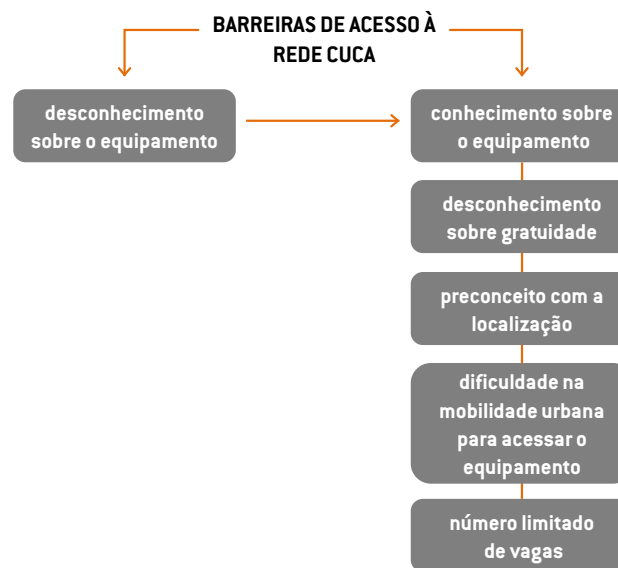 BARREIRAS DE ACESSO À
REDE CUCA
desconhecimento
sobre o equipamento
conhecimento sobre
o equipamento
desconhecimento
sobre gratuidade
preconceito com a
localização
dificuldade na
mobilidade urbana
para acessar o
equipamento
número limitado
de vagas